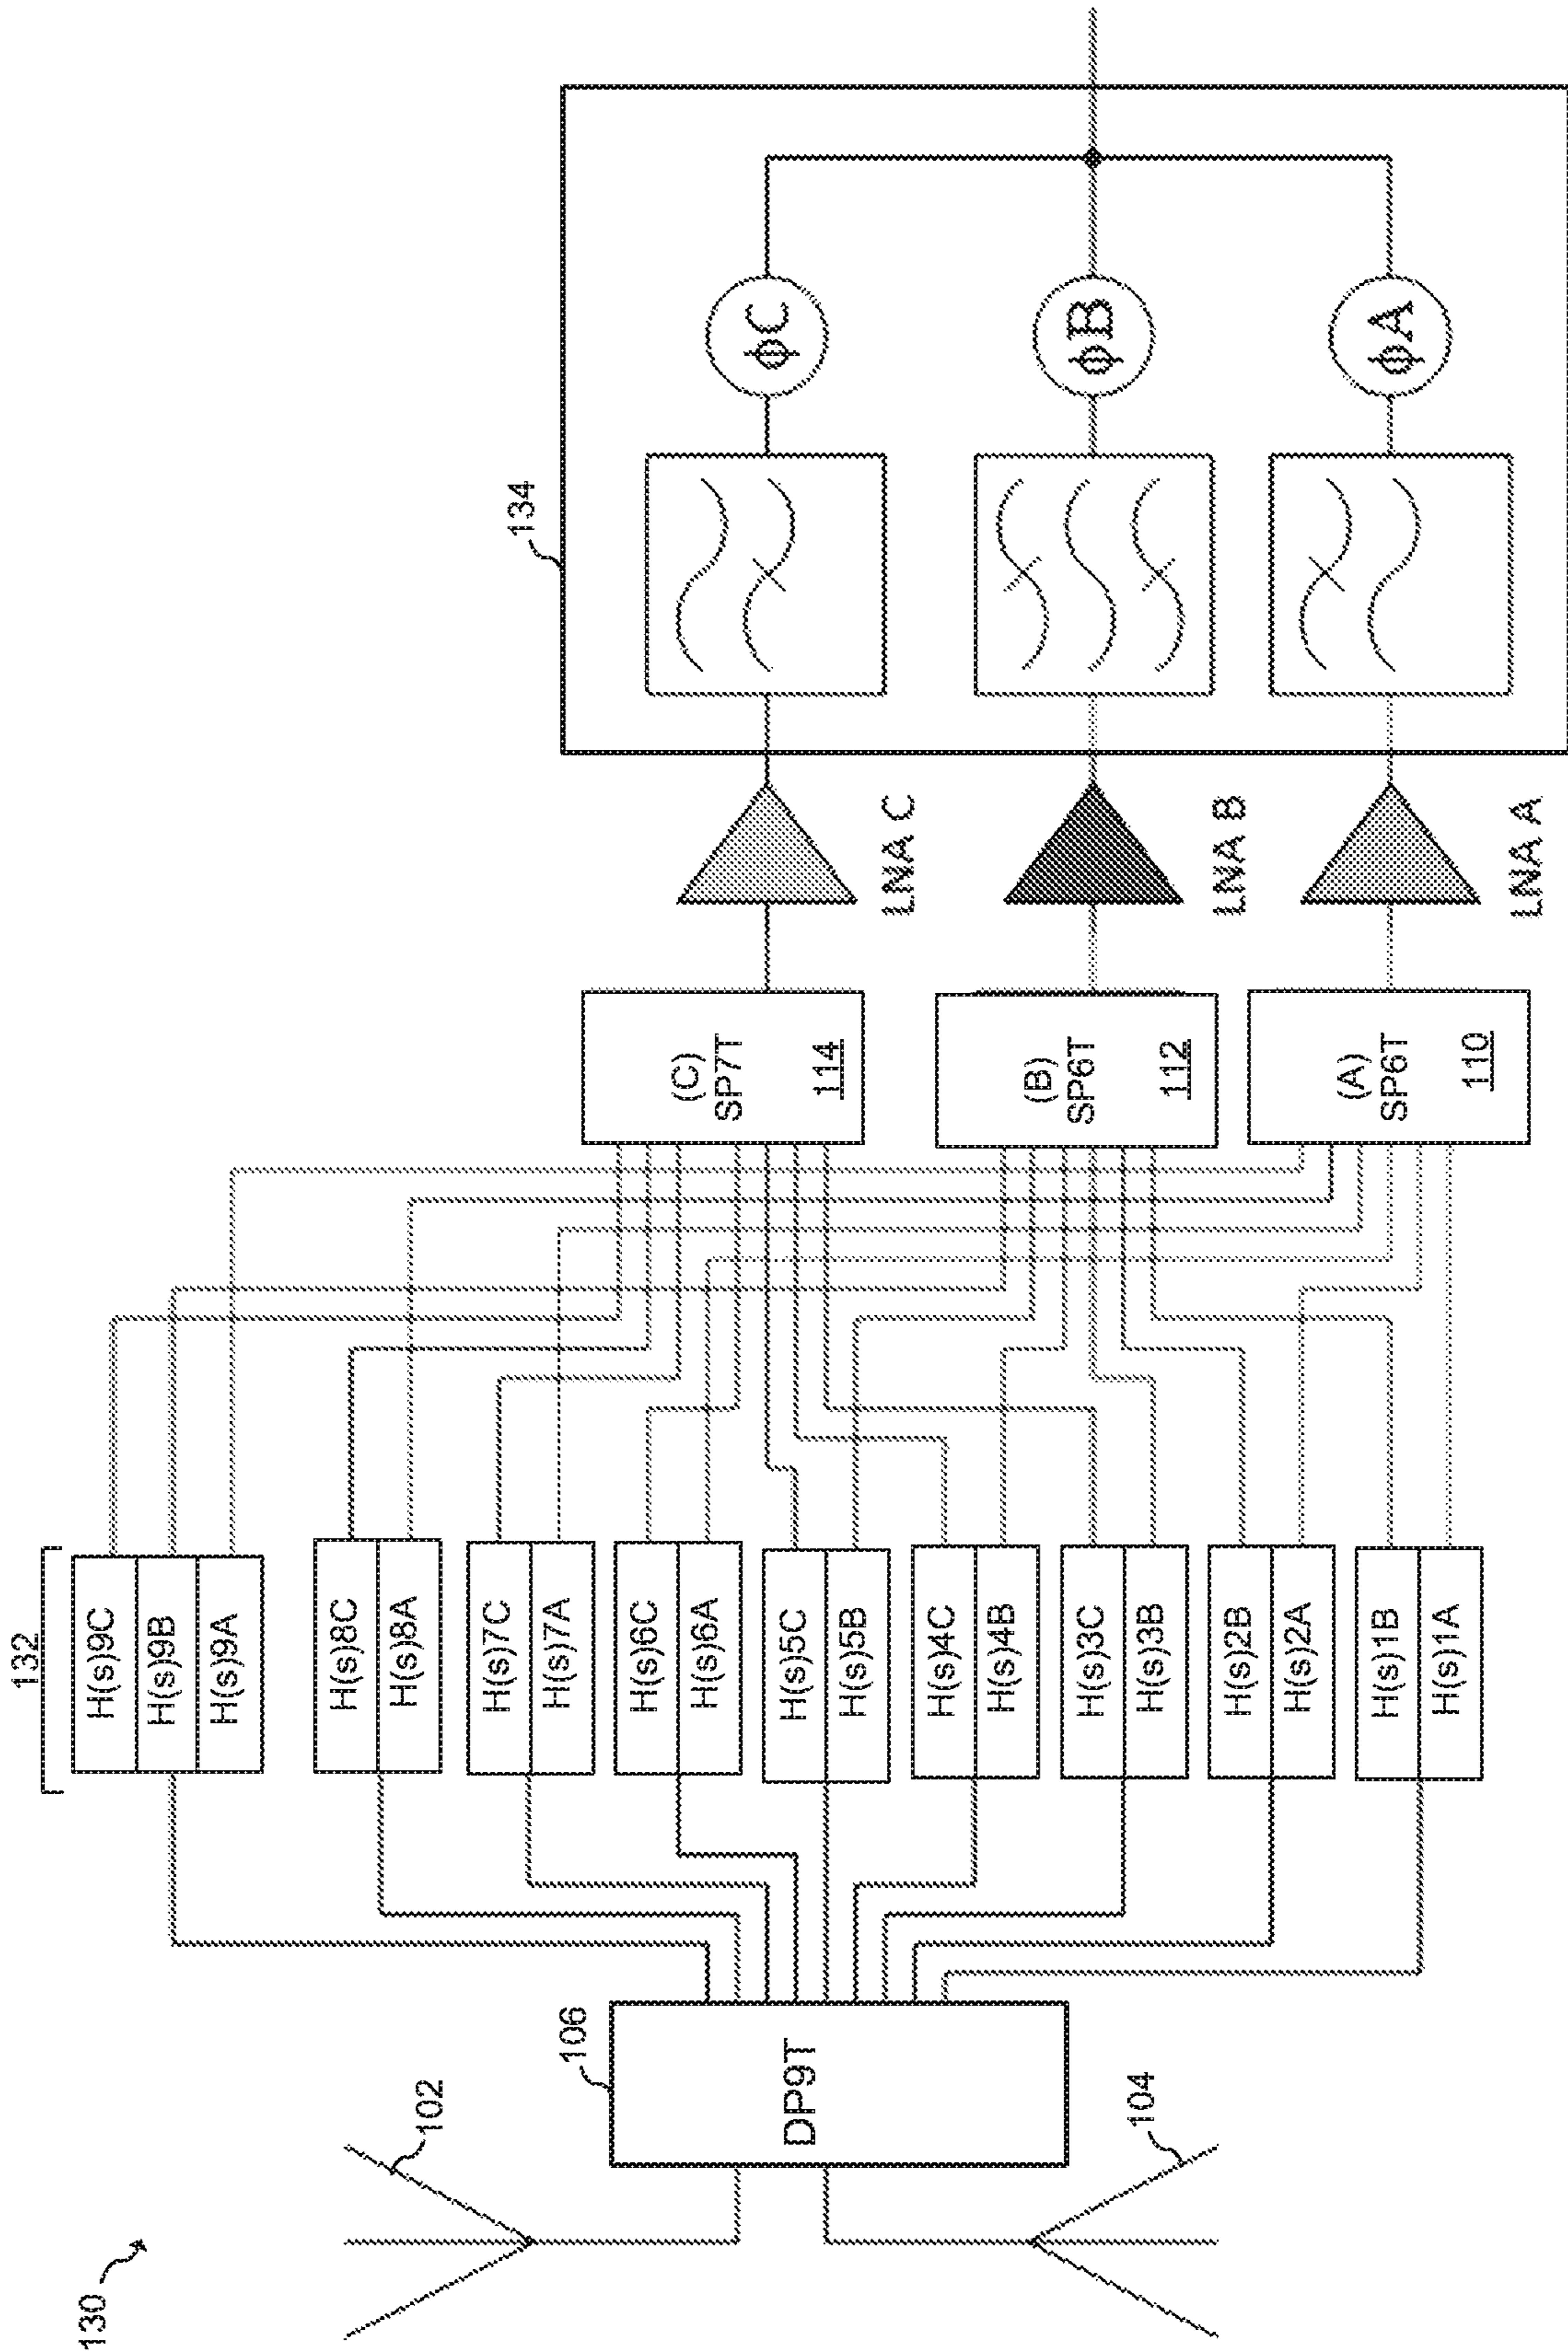 130
102
104
106
DP9T
132
H(s)9C
H(s)9B
H(s)9A
H(s)8C
H(s)8A
H(s)7C
H(s)7A
H(s)6C
H(s)6A
H(s)5C
H(s)5B
H(s)4C
H(s)4B
H(s)3C
H(s)3B
H(s)2B
H(s)2A
H(s)1B
H(s)1A
(C)
SP7T
114
(B)
SP6T
112
(A)
SP6T
110
LNA C
LNA B
LNA A
134
ϕC
ϕB
ϕA